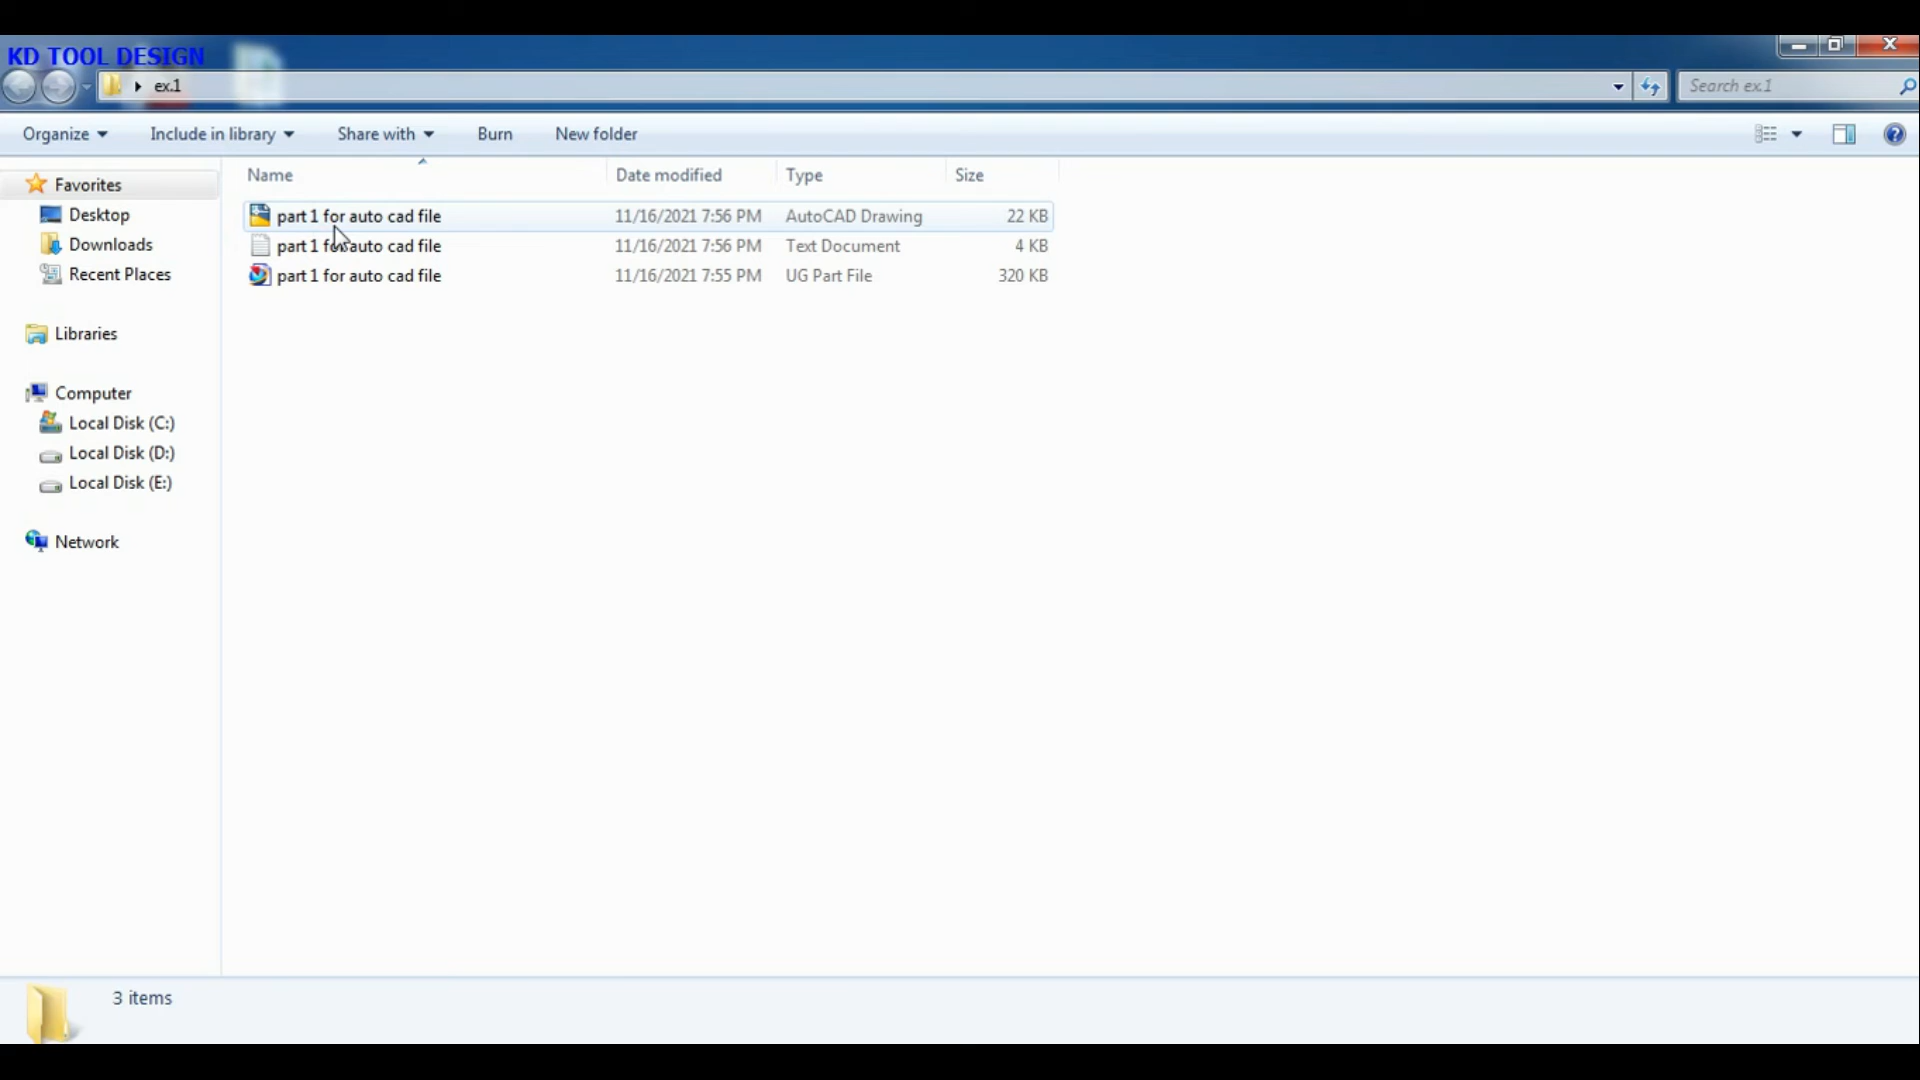 KD TOOL DESIGN
ex.1
Search ex.1
Organize
Include in library
Share with
Burn
New folder
Name
Date modified
Type
Size
Favorites
Desktop
Downloads
Recent Places
Libraries
Computer
Local Disk (C:)
Local Disk (D:)
Local Disk (E:)
Network
part 1 for auto cad file 11/16/2021 7:56 PM AutoCAD Drawing 22 KB
part 1 for auto cad file 11/16/2021 7:56 PM Text Document 4 KB
part 1 for auto cad file 11/16/2021 7:55 PM UG Part File 320 KB
3 items